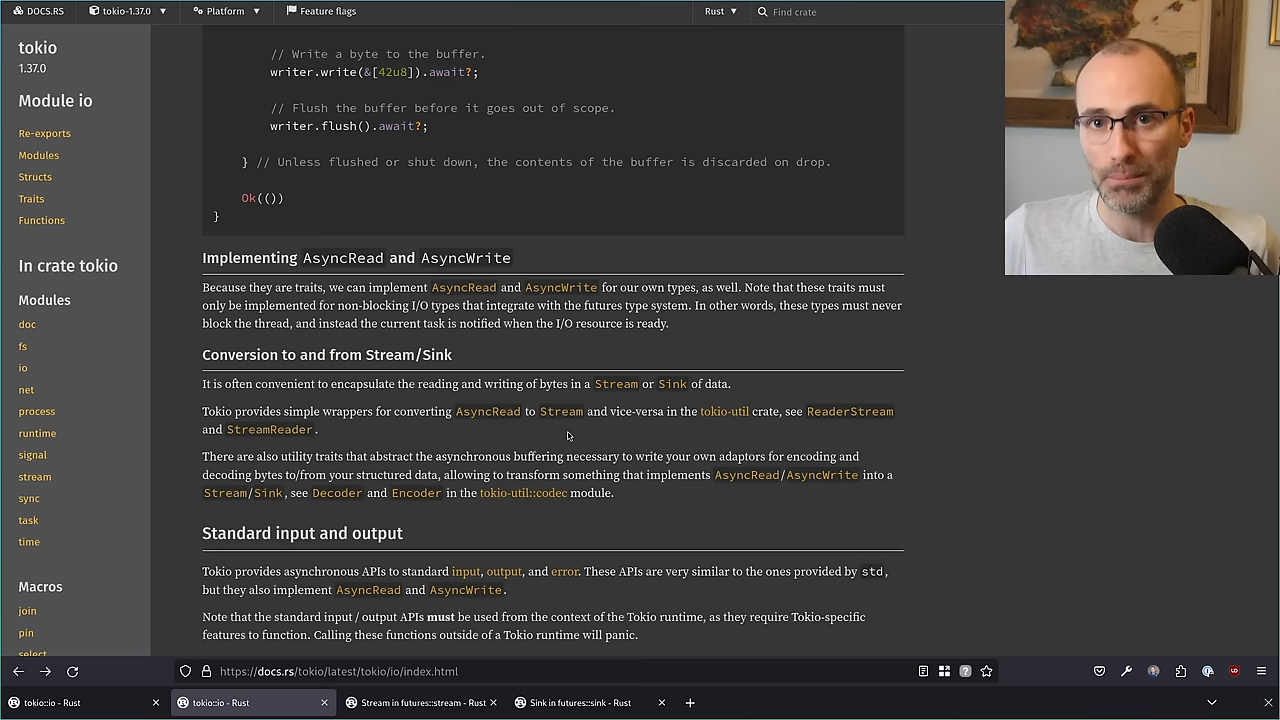 DOCS.RS
tokio-1.37.0
Platform
Feature flags
Rust
Find crate
tokio
1.37.0
Module io
Re-exports
Modules
Structs
Traits
Functions
In crate tokio
Modules
doc
fs
io
net
process
runtime
signal
stream
sync
task
time
Macros
join
pin
select
// Write a byte to the buffer.
writer.write(&[42u8]).await?;
// Flush the buffer before it goes out of scope.
writer.flush().await?;
} // Unless flushed or shut down, the contents of the buffer is discarded on drop.
Ok(())
}
Implementing AsyncRead and AsyncWrite
Because they are traits, we can implement AsyncRead and AsyncWrite for our own types, as well. Note that these traits must
only be implemented for non-blocking I/O types that integrate with the futures type system. In other words, these types must never
block the thread, and instead the current task is notified when the I/O resource is ready.
Conversion to and from Stream/Sink
It is often convenient to encapsulate the reading and writing of bytes in a Stream or Sink of data.
Tokio provides simple wrappers for converting AsyncRead to Stream and vice-versa in the tokio-util crate, see ReaderStream
and StreamReader.
There are also utility traits that abstract the asynchronous buffering necessary to write your own adaptors for encoding and
decoding bytes to/from your structured data, allowing to transform something that implements AsyncRead/AsyncWrite into a
Stream/Sink, see Decoder and Encoder in the tokio-util::codec module.
Standard input and output
Tokio provides asynchronous APIs to standard input, output, and error. These APIs are very similar to the ones provided by std,
but they also implement AsyncRead and AsyncWrite.
Note that the standard input / output APIs must be used from the context of the Tokio runtime, as they require Tokio-specific
features to function. Calling these functions outside of a Tokio runtime will panic.
https://docs.rs/tokio/latest/tokio/io/index.html
tokio::io - Rust
tokio::io - Rust
Stream in futures::stream - Rust
Sink in futures::sink - Rust